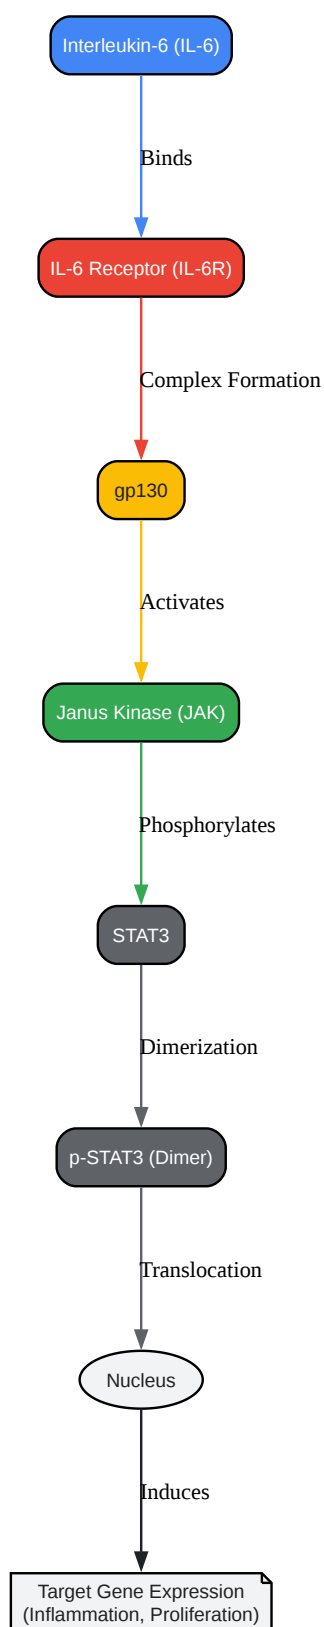 Interleukin-6 (IL-6)
Binds
IL-6 Receptor (IL-6R)
Complex Formation
gp130
Activates
Janus Kinase (JAK)
Phosphorylates
STAT3
Dimerization
p-STAT3 (Dimer)
Translocation
Nucleus
Induces
Target Gene Expression
(Inflammation, Proliferation)